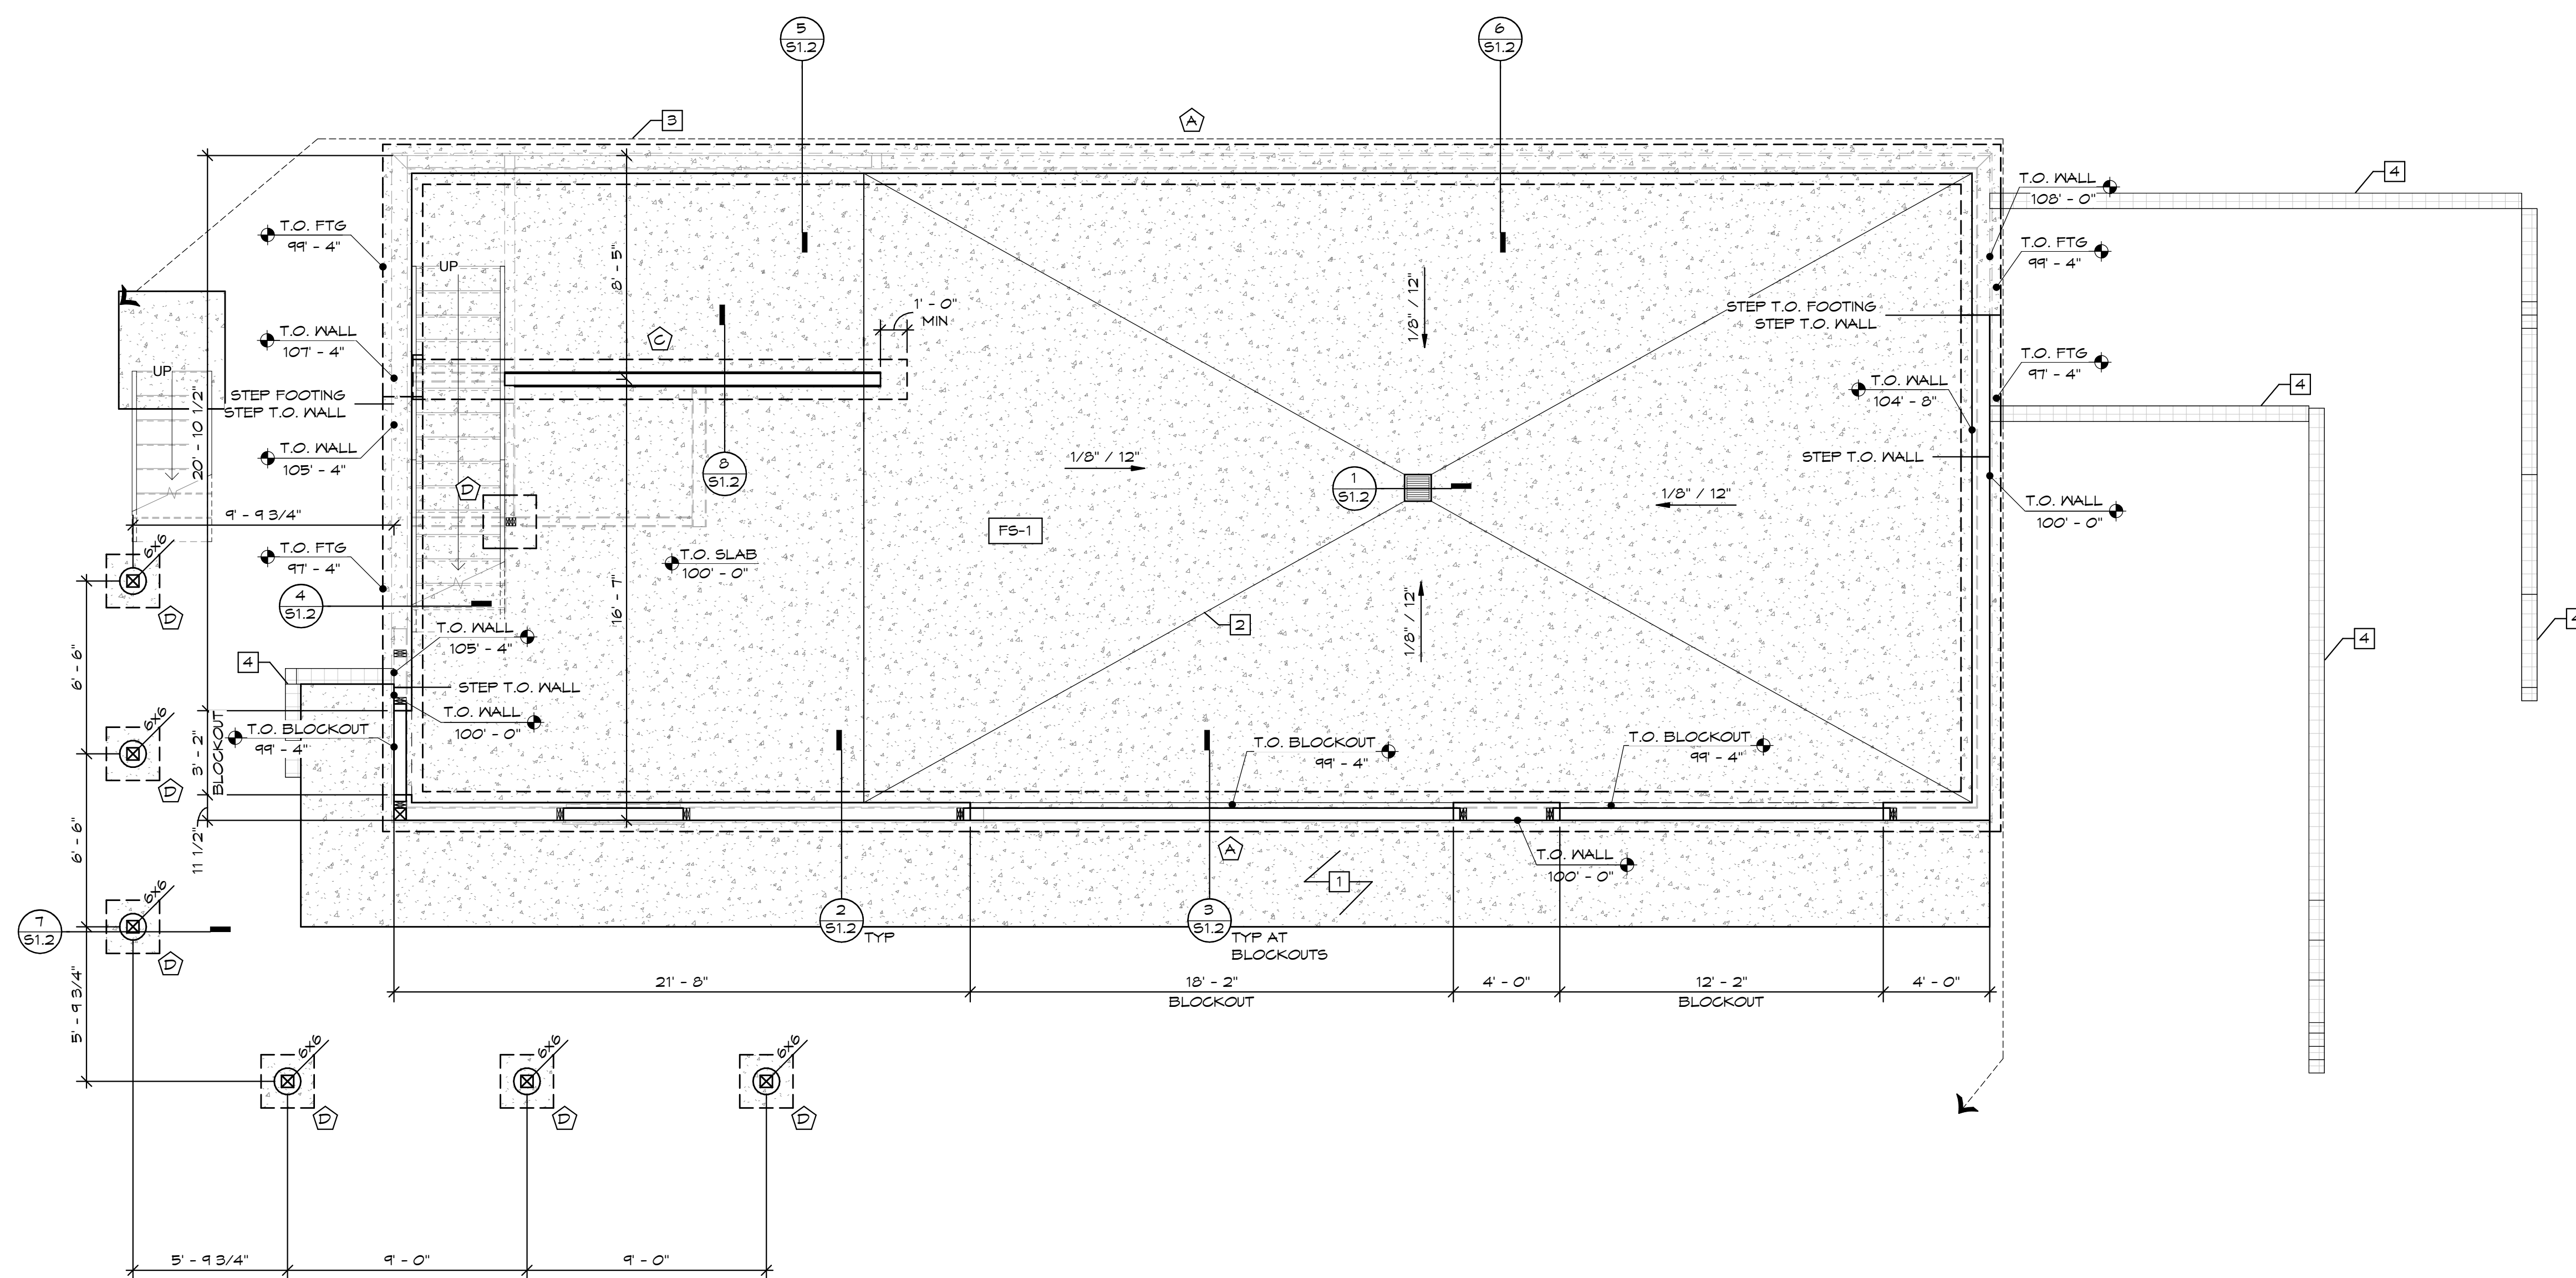 5
S1.2
6
S1.2
3
A
4
T.O. WALL
108' - 0"
T.O. FTG
99' - 4"
T.O. FTG
99' - 4"
UP
8' - 5"
1' - 0"
MIN
1/8" / 12"
STEP T.O. FOOTING
STEP T.O. WALL
T.O. WALL
107' - 4"
C
T.O. FTG
97' - 4"
UP
STEP FOOTING
STEP T.O. WALL
20' - 10 1/2"
T.O. WALL
104' - 8"
4
T.O. WALL
105' - 4"
8
S1.2
1/8" / 12"
1
S1.2
STEP T.O. WALL
D
1/8" / 12"
9' - 9 3/4"
FS-1
T.O. WALL
100' - 0"
6x6
T.O. FTG
97' - 4"
T.O. SLAB
100' - 0"
4
S1.2
D
16' - 7"
1/8" / 12"
2
4
4
T.O. WALL
105' - 4"
6' - 6"
4
STEP T.O. WALL
6x6
T.O. WALL
100' - 0"
T.O. BLOCKOUT
99' - 4"
3' - 2"
BLOCKOUT
T.O. BLOCKOUT
99' - 4"
T.O. BLOCKOUT
99' - 4"
D
6' - 6"
11 1/2"
A
T.O. WALL
100' - 0"
1
6x6
7
S1.2
2
S1.2
TYP
3
S1.2
TYP AT
BLOCKOUTS
D
5' - 9 3/4"
21' - 8"
18' - 2"
BLOCKOUT
4' - 0"
12' - 2"
BLOCKOUT
4' - 0"
6x6
6x6
6x6
D
D
D
5' - 9 3/4"
9' - 0"
9' - 0"